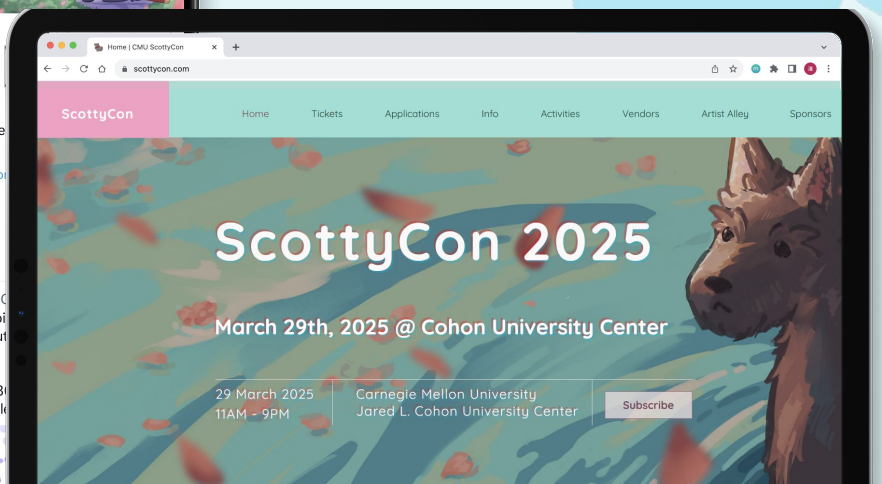 Home | CMU ScottyCon
scottycon.com
ScottyCon
Home Tickets Applications Info Activities Vendors Artist Alley Sponsors
ScottyCon 2025
March 29th, 2025 @ Cohon University Center
29 March 2025
11AM - 9PM
Carnegie Mellon University
Jared L. Cohon University Center
Subscribe